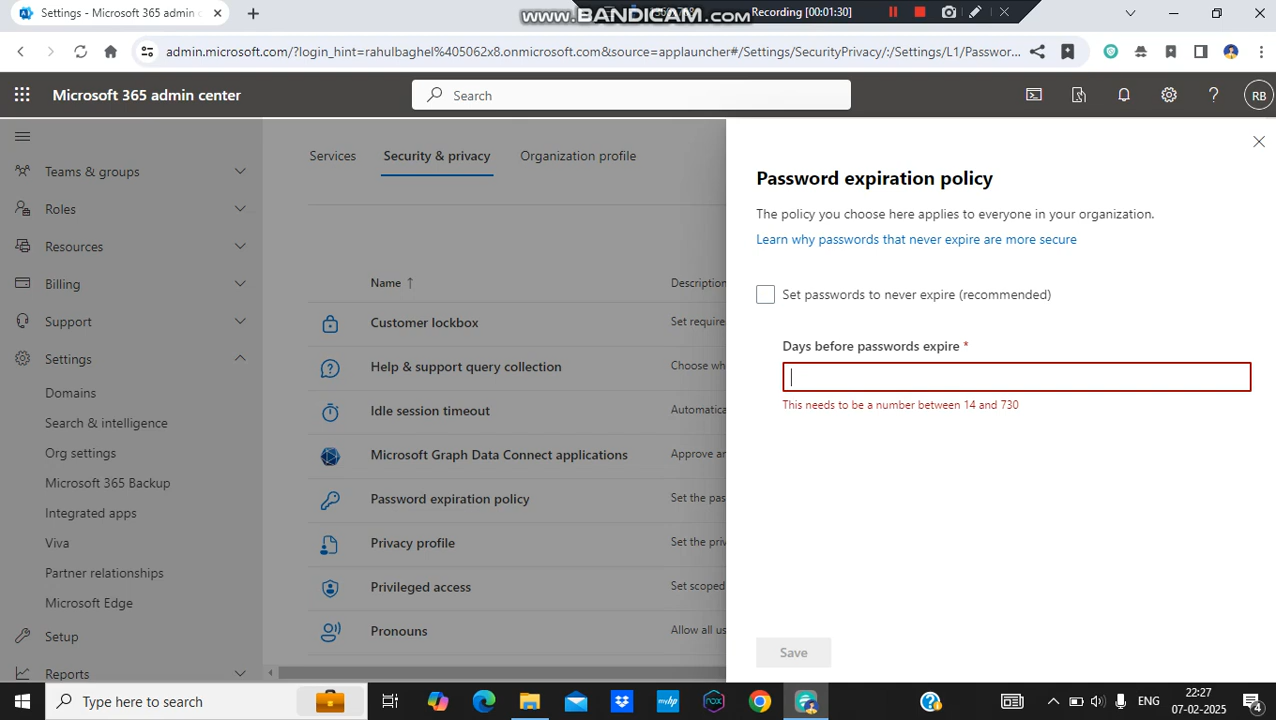 Settings - Microsoft 365 admin c
www.BANDICAM.com
Recording [00:01:30]
admin.microsoft.com/?login_hint=rahulbaghel%405062x8.onmicrosoft.com&source=applauncher#/Settings/SecurityPrivacy/:/Settings/L1/Passwor...
Microsoft 365 admin center
Search
RB
Teams & groups
Roles
Resources
Billing
Support
Settings
Domains
Search & intelligence
Org settings
Microsoft 365 Backup
Integrated apps
Viva
Partner relationships
Microsoft Edge
Setup
Reports
Services
Security & privacy
Organization profile
Name ↑
Description
Customer lockbox
Set require
Help & support query collection
Choose wh
Idle session timeout
Automatica
Microsoft Graph Data Connect applications
Approve an
Password expiration policy
Set the pas
Privacy profile
Set the priv
Privileged access
Set scoped
Pronouns
Allow all us
Password expiration policy
The policy you choose here applies to everyone in your organization.
Learn why passwords that never expire are more secure
Set passwords to never expire (recommended)
Days before passwords expire *
This needs to be a number between 14 and 730
Save
Type here to search
myhp
nox
ENG
22:27
07-02-2025
4